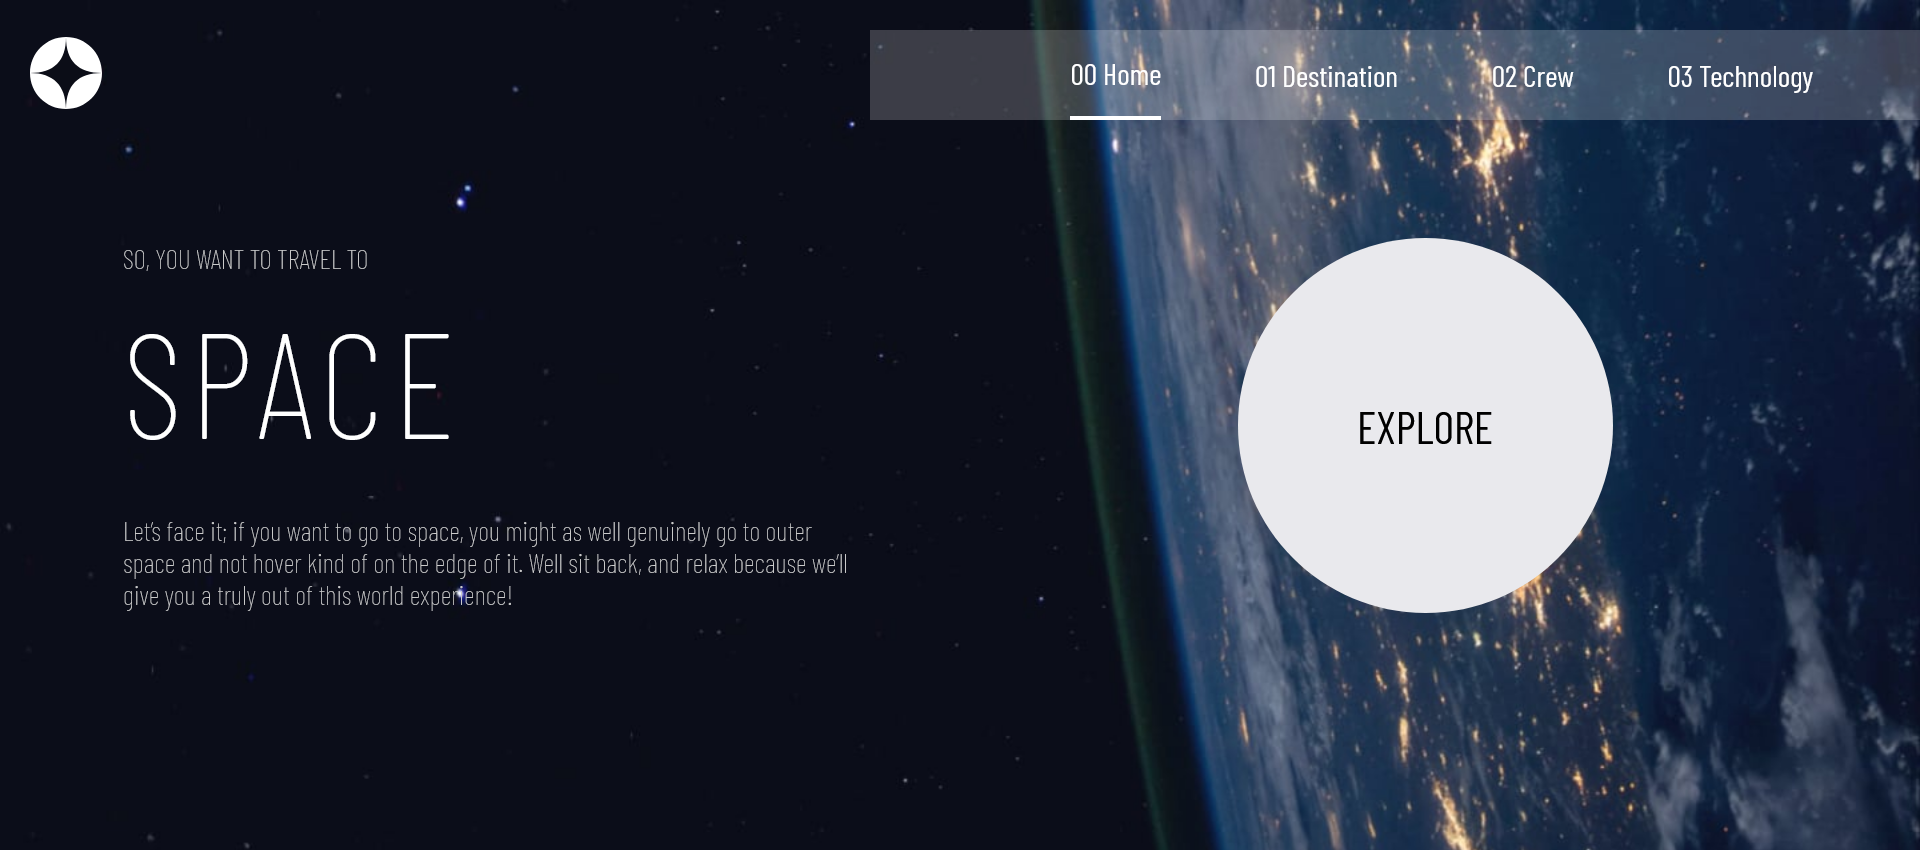 00 Home
01 Destination
02 Crew
03 Technology
SO, YOU WANT TO TRAVEL TO
SPACE
Let’s face it; if you want to go to space, you might as well genuinely go to outer
space and not hover kind of on the edge of it. Well sit back, and relax because we’ll
give you a truly out of this world experience!
EXPLORE